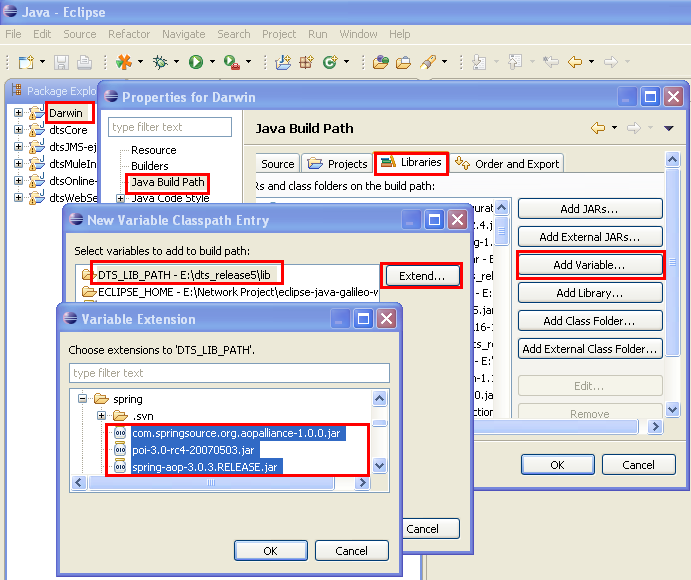 Java - Eclipse
File Edit Source Refactor Navigate Search Project Run Window Help
Package Explo
Darwin
dtsCore
dtsJMS-ej
dtsMuleIn
dtsOnline-
dtsWebSe
Properties for Darwin
type filter text
Resource
Builders
Java Build Path
Java Code Style
Java Build Path
Source Projects Libraries Order and Export
Rs and class folders on the build path:
Add JARs...
Add External JARs...
Add Variable...
Add Library...
Add Class Folder...
Add External Class Folder...
Edit...
Remove
OK Cancel
New Variable Classpath Entry
Select variables to add to build path:
DTS_LIB_PATH - E:\dts_release5\lib
ECLIPSE_HOME - E:\Network Project\eclipse-java-galileo-v
Extend...
Cancel
Variable Extension
Choose extensions to 'DTS_LIB_PATH'.
type filter text
spring
.svn
com.springsource.org.aopalliance-1.0.0.jar
poi-3.0-rc4-20070503.jar
spring-aop-3.0.3.RELEASE.jar
OK Cancel